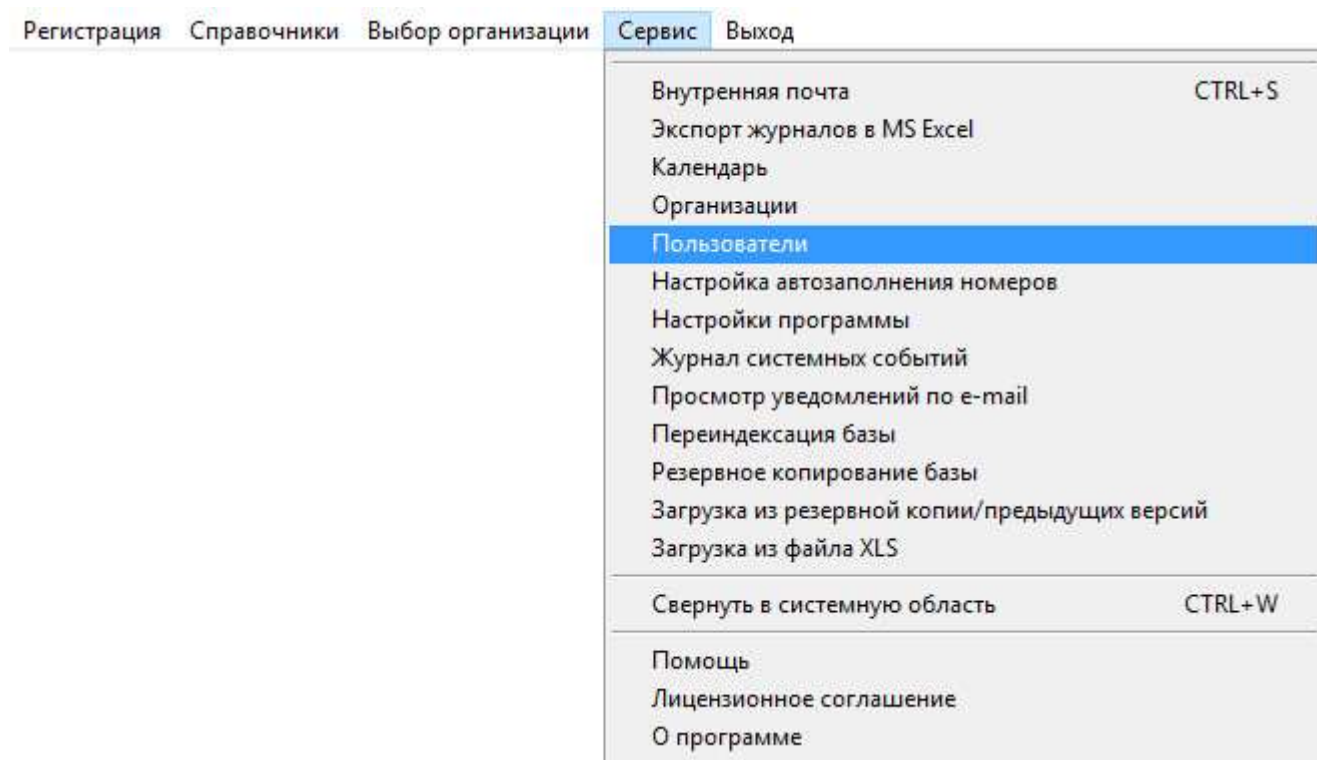 Регистрация Справочники Выбор организации Сервис Выход
Внутренняя почта CTRL+S
Экспорт журналов в MS Excel
Календарь
Организации
Пользователи
Настройка автозаполнения номеров
Настройки программы
Журнал системных событий
Просмотр уведомлений по e-mail
Переиндексация базы
Резервное копирование базы
Загрузка из резервной копии/предыдущих версий
Загрузка из файла XLS
Свернуть в системную область CTRL+W
Помощь
Лицензионное соглашение
О программе